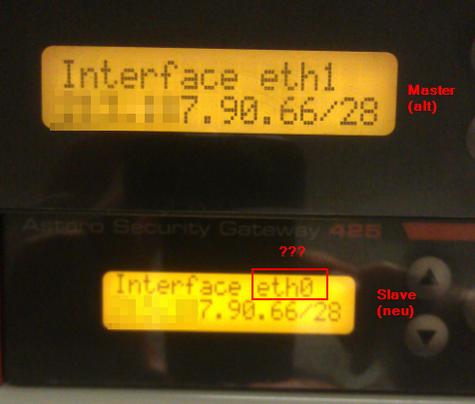 Interface eth1
7.90.66/28
Master
(alt)
Astaro Security Gateway 425
???
Interface eth0
7.90.66/28
Slave
(neu)